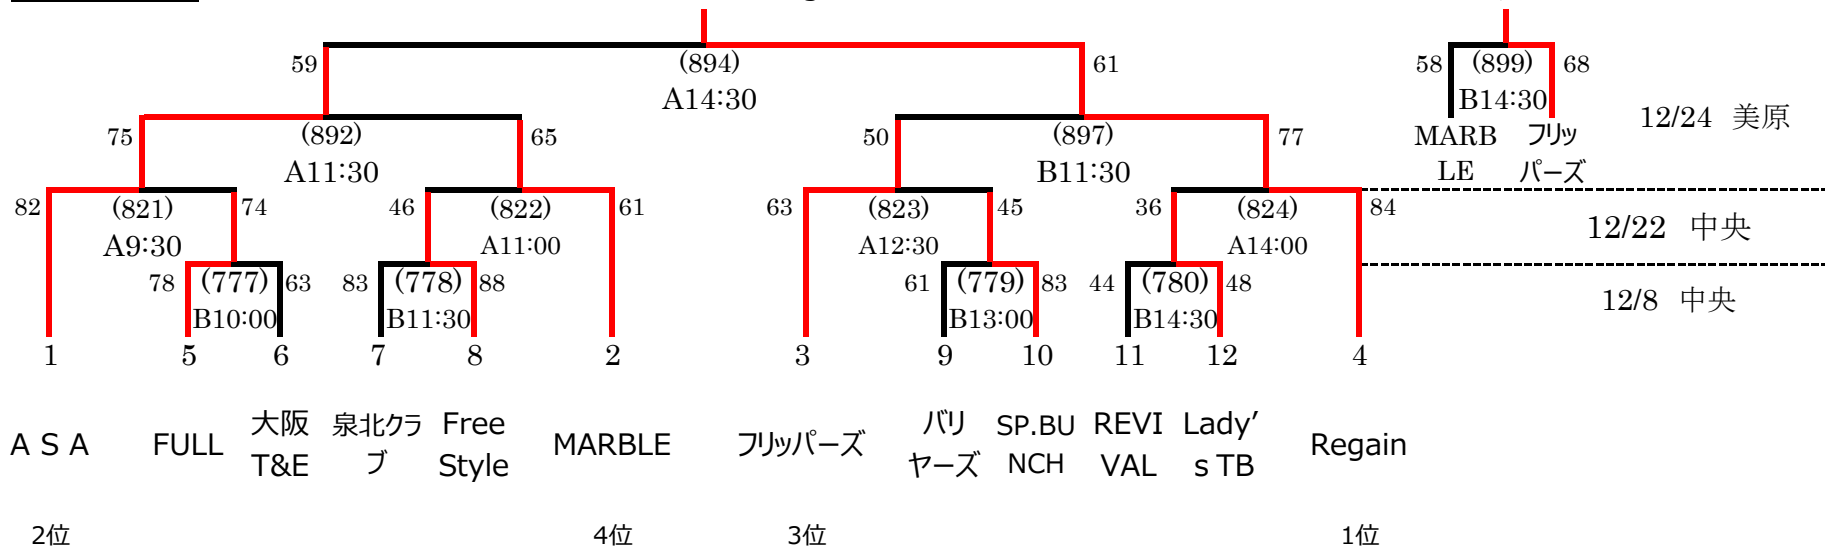 59 (894) 61 58 (899) 68
A14:30 B14:30
75 (892) 65 50 (897) 77 MARB フリッ 12/24 美原
A11:30 B11:30 LE パーズ
82 (821) 74 46 (822) 61 63 (823) 45 36 (824) 84
A9:30 A11:00 A12:30 A14:00 12/22 中央
78 (777) 63 83 (778) 88 61 (779) 83 44 (780) 48
B10:00 B11:30 B13:00 B14:30 12/8 中央
1 5 6 7 8 2 3 9 10 11 12 4
大阪 泉北クラ Free バリ SP.BU REVI Lady’
A S A FULL MARBLE フリッパーズ Regain
T&E ブ Style ヤーズ NCH VAL s TB
2位 4位 3位 1位